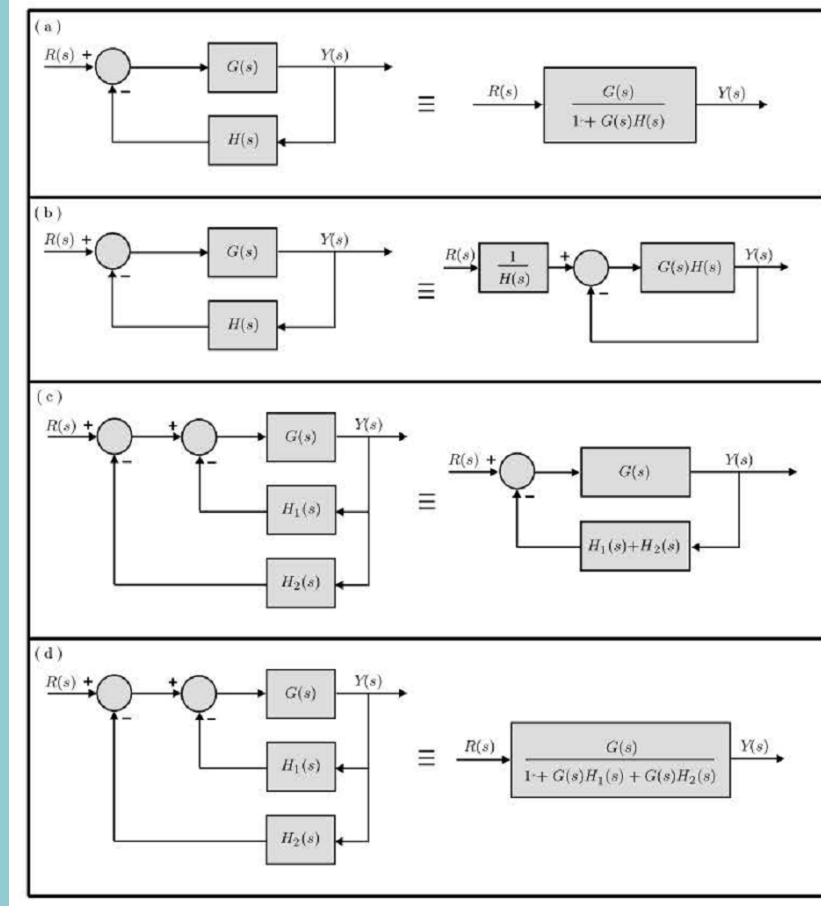 (a)
R(s) + Y(s)
G(s)
−
H(s)
≡
R(s) Y(s)
G(s)
1 + G(s)H(s)
(b)
R(s) + Y(s)
G(s)
−
H(s)
≡
R(s) + Y(s)
1
H(s)
G(s)H(s)
−
(c)
R(s) + + Y(s)
G(s)
− −
H₁(s)
H₂(s)
≡
R(s) + Y(s)
G(s)
−
H₁(s)+H₂(s)
(d)
R(s) + + Y(s)
G(s)
− −
H₁(s)
H₂(s)
≡
R(s) Y(s)
G(s)
1 + G(s)H₁(s) + G(s)H₂(s)